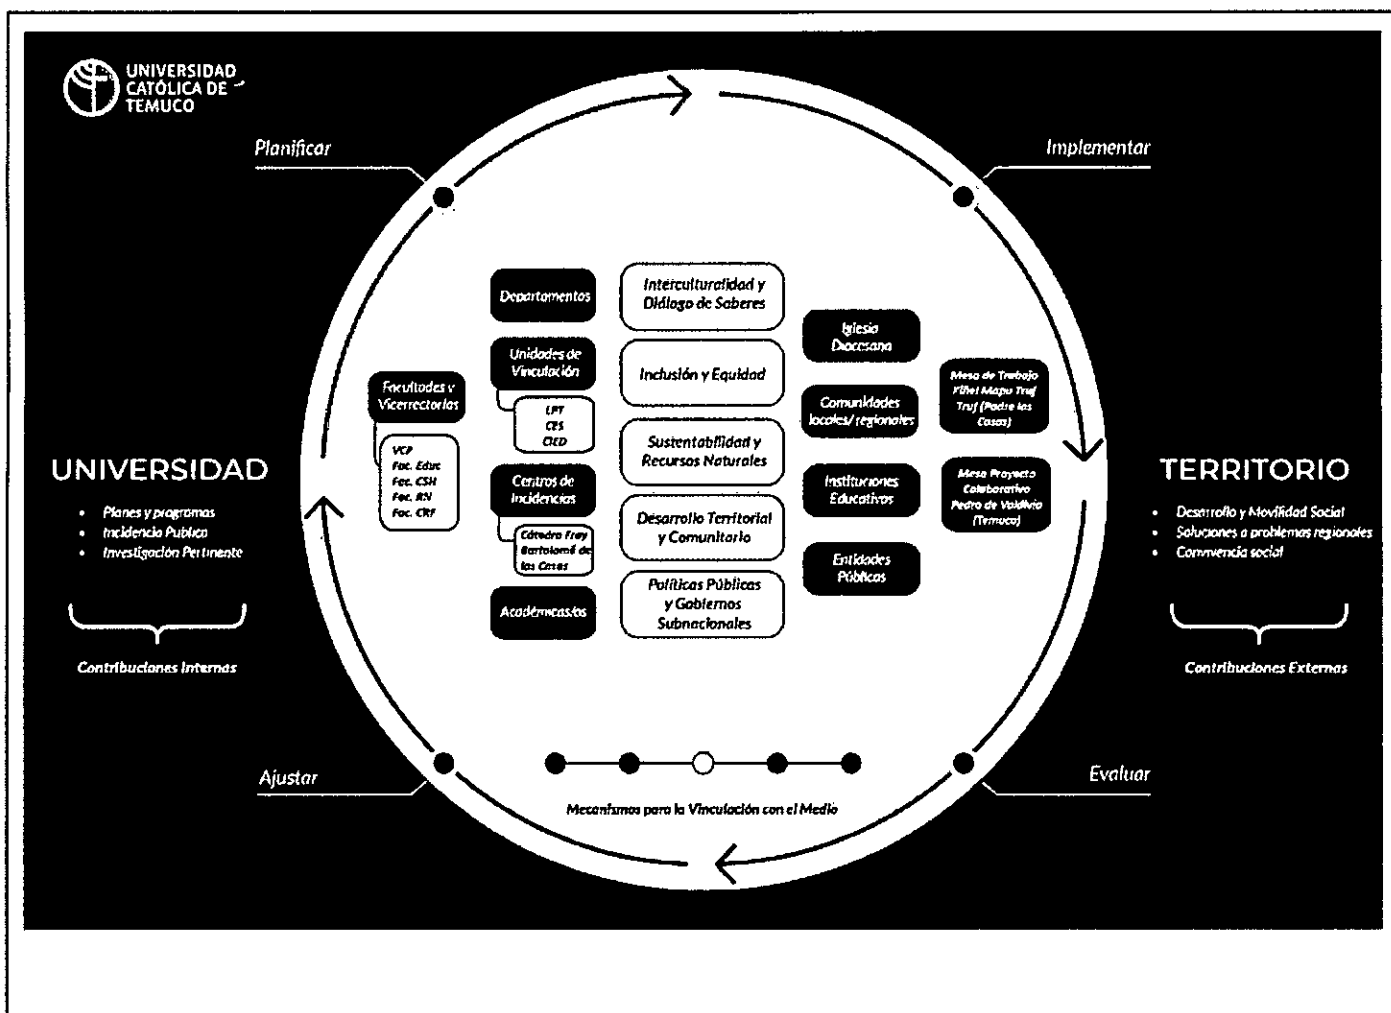 UNIVERSIDAD
CATÓLICA DE
TEMUCO
Planificar
Implementar
UNIVERSIDAD
• Planes y programas
• Incidencia Publica
• Investigación Pertinente
Contribuciones Internas
Facultades y
Vicerrectorías
VCP
Fac. Educ
Fac. CSH
Fac. RN
Fac. CRF
Departamentos
Unidades de
Vinculación
CES
CIED
Centros de
Incidencias
Cátedra Fray
Bartolomé de
las Casas
Académicas/os
Interculturalidad y
Diálogo de Saberes
Inclusión y Equidad
Sustentabilidad y
Recursos Naturales
Desarrollo Territorial
y Comunitario
Políticas Públicas
y Gobiernos
Subnacionales
Iglesia
Diocesana
Comunidades
locales/ regionales
Instituciones
Educativas
Entidades
Públicas
Mesa de Trabajo
Mapu Truf
Truf (Padre las
Casas)
Mesa Proyecto
Colaborativo
Pedro de Valdivia
(Temuco)
TERRITORIO
• Desarrollo y Movilidad Social
• Soluciones a problemas regionales
• Convivencia social
Contribuciones Externas
Mecanismos para la Vinculación con el Medio
Ajustar
Evaluar